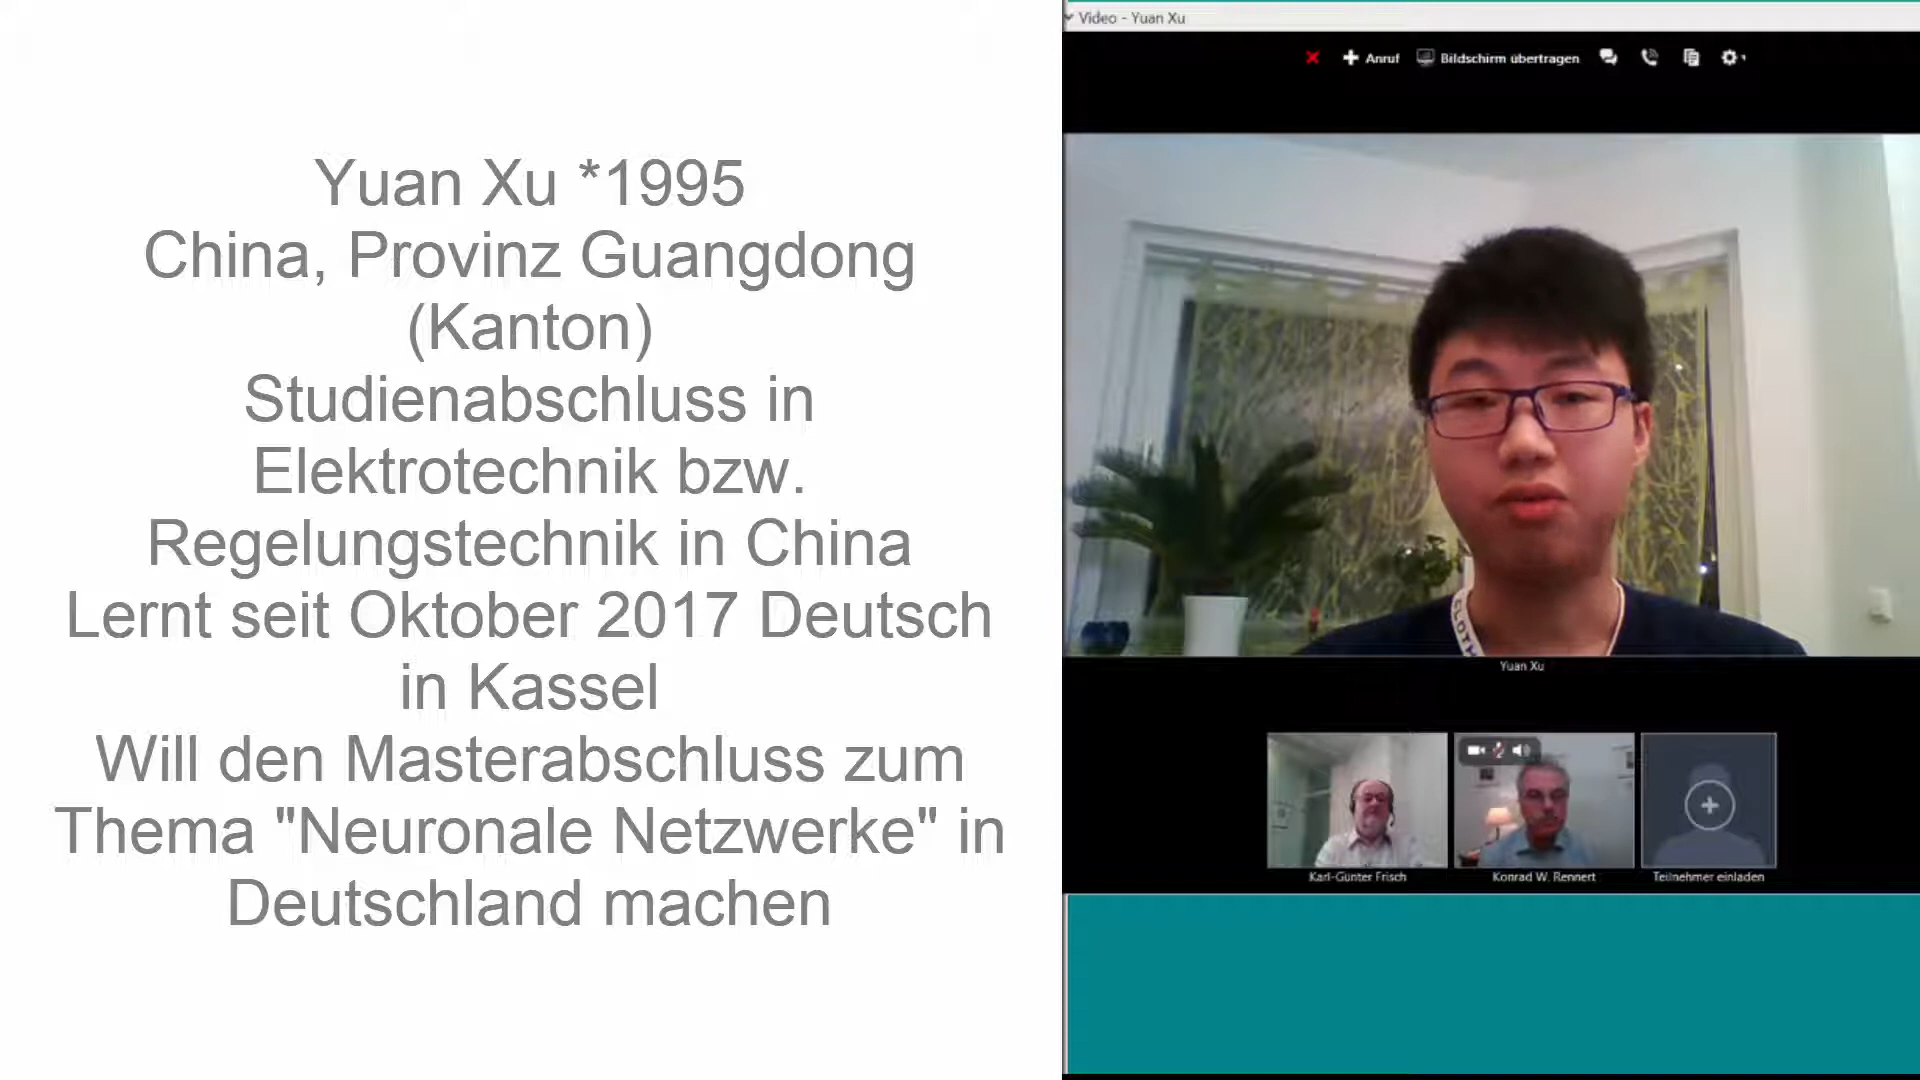 Yuan Xu *1995
China, Provinz Guangdong
(Kanton)
Studienabschluss in
Elektrotechnik bzw.
Regelungstechnik in China
Lernt seit Oktober 2017 Deutsch
in Kassel
Will den Masterabschluss zum
Thema "Neuronale Netzwerke" in
Deutschland machen
Video - Yuan Xu
Anruf
Bildschirm übertragen
CLOTH
Yuan Xu
Karl-Günter Frisch
Konrad W. Rennert
Teilnehmer einladen